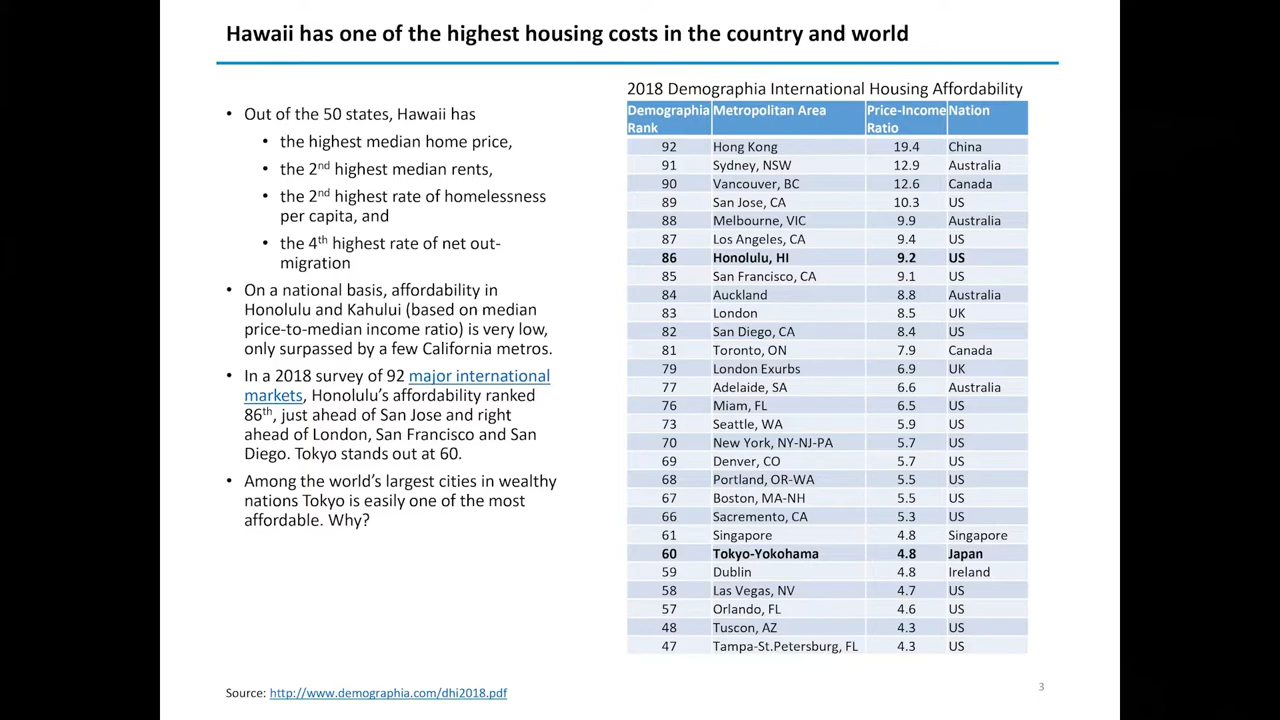 Hawaii has one of the highest housing costs in the country and world
• Out of the 50 states, Hawaii has
• the highest median home price,
• the 2nd highest median rents,
• the 2nd highest rate of homelessness
per capita, and
• the 4th highest rate of net out-
migration
• On a national basis, affordability in
Honolulu and Kahului (based on median
price-to-median income ratio) is very low,
only surpassed by a few California metros.
• In a 2018 survey of 92 major international
markets, Honolulu’s affordability ranked
86th, just ahead of San Jose and right
ahead of London, San Francisco and San
Diego. Tokyo stands out at 60.
• Among the world’s largest cities in wealthy
nations Tokyo is easily one of the most
affordable. Why?
2018 Demographia International Housing Affordability
Demographia Rank Metropolitan Area Price-Income Ratio Nation
92 Hong Kong 19.4 China
91 Sydney, NSW 12.9 Australia
90 Vancouver, BC 12.6 Canada
89 San Jose, CA 10.3 US
88 Melbourne, VIC 9.9 Australia
87 Los Angeles, CA 9.4 US
86 Honolulu, HI 9.2 US
85 San Francisco, CA 9.1 US
84 Auckland 8.8 Australia
83 London 8.5 UK
82 San Diego, CA 8.4 US
81 Toronto, ON 7.9 Canada
79 London Exurbs 6.9 UK
77 Adelaide, SA 6.6 Australia
76 Miam, FL 6.5 US
73 Seattle, WA 5.9 US
70 New York, NY-NJ-PA 5.7 US
69 Denver, CO 5.7 US
68 Portland, OR-WA 5.5 US
67 Boston, MA-NH 5.5 US
66 Sacremento, CA 5.3 US
61 Singapore 4.8 Singapore
60 Tokyo-Yokohama 4.8 Japan
59 Dublin 4.8 Ireland
58 Las Vegas, NV 4.7 US
57 Orlando, FL 4.6 US
48 Tuscon, AZ 4.3 US
47 Tampa-St.Petersburg, FL 4.3 US
Source: http://www.demographia.com/dhi2018.pdf
3